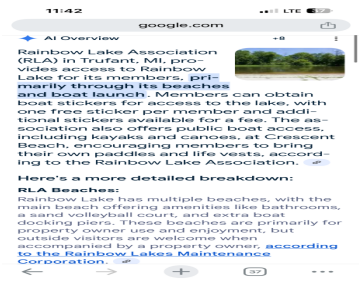 11:42
LTE
google.com
AI Overview
+8
Rainbow Lake Association
(RLA) in Trufant, MI, pro-
vides access to Rainbow
Lake for its members, pri-
marily through its beaches
and boat launch. Members can obtain
boat stickers for access to the lake, with
one free sticker per member and addi-
tional stickers available for a fee. The as-
sociation also offers public boat access,
including kayaks and canoes, at Crescent
Beach, encouraging members to bring
their own paddles and life vests, accord-
ing to the Rainbow Lake Association.
Here's a more detailed breakdown:
RLA Beaches:
Rainbow Lake has multiple beaches, with the
main beach offering amenities like bathrooms,
a sand volleyball court, and extra boat
docking piers. These beaches are primarily for
property owner use and enjoyment, but
outside visitors are welcome when
accompanied by a property owner, according
to the Rainbow Lakes Maintenance
Corporation.
37